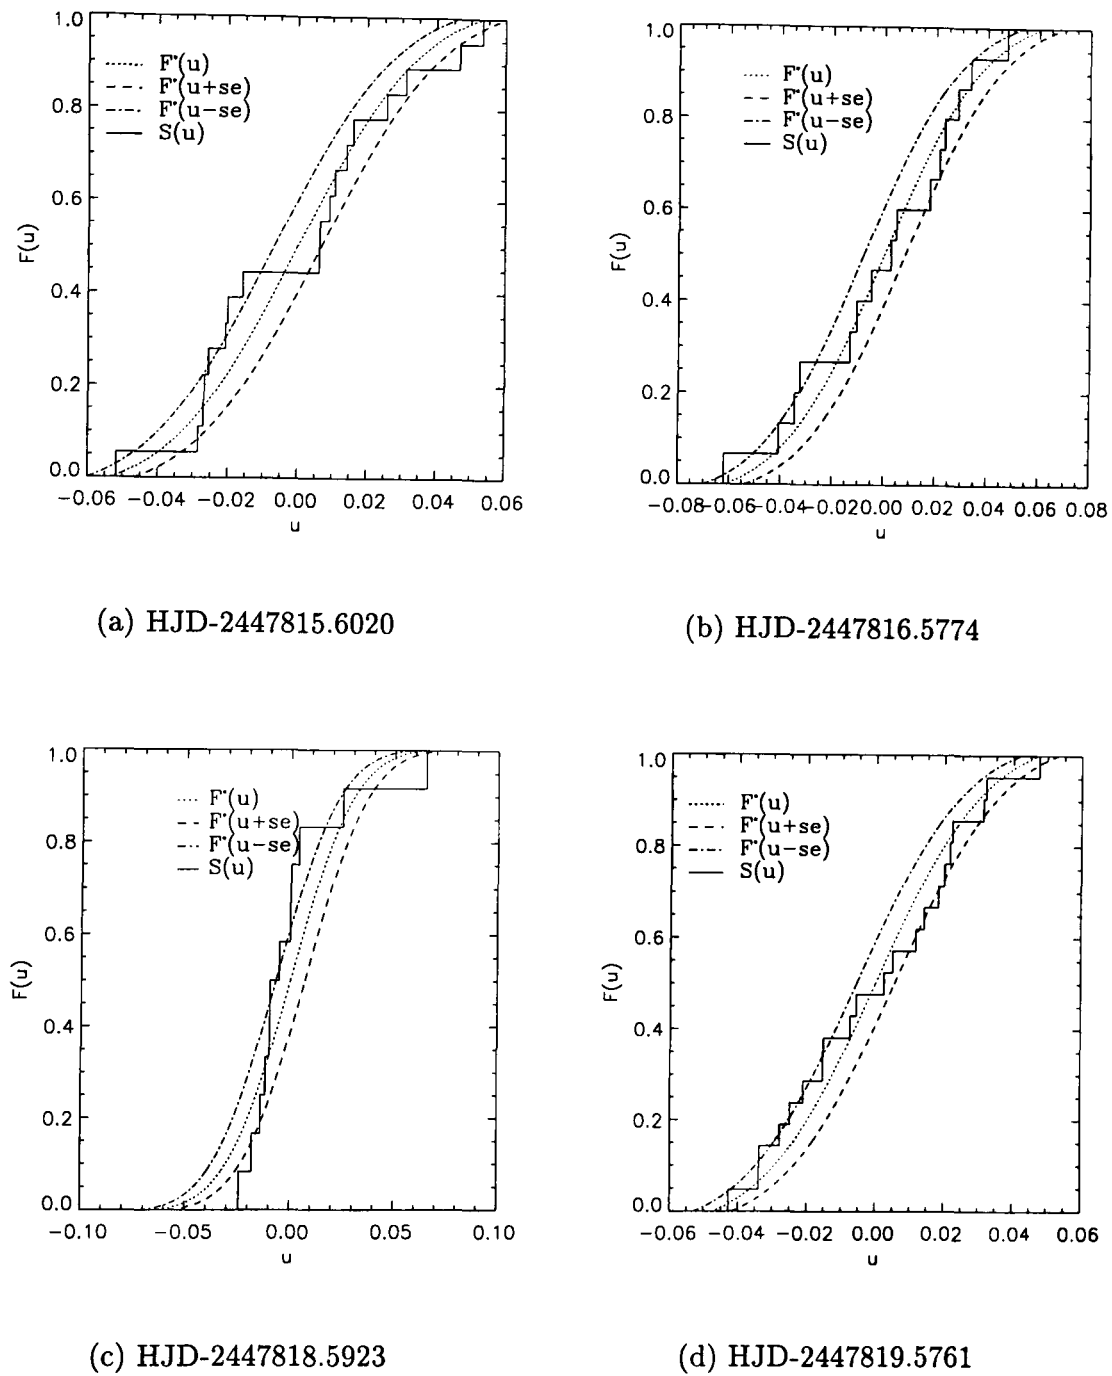 1.0
0.8
0.6
0.4
0.2
0.0
F(u)
F*(u)
F*(u+se)
F*(u−se)
S(u)
−0.06 −0.04 −0.02 0.00 0.02 0.04 0.06
u
(a) HJD-2447815.6020
1.0
0.8
0.6
0.4
0.2
0.0
F(u)
F*(u)
F*(u+se)
F*(u−se)
S(u)
−0.08−0.06−0.04−0.020.00 0.02 0.04 0.06 0.08
u
(b) HJD-2447816.5774
1.0
0.8
0.6
0.4
0.2
0.0
F(u)
F*(u)
F*(u+se)
F*(u−se)
S(u)
−0.10 −0.05 0.00 0.05 0.10
u
(c) HJD-2447818.5923
1.0
0.8
0.6
0.4
0.2
0.0
F(u)
F*(u)
F*(u+se)
F*(u−se)
S(u)
−0.06 −0.04 −0.02 0.00 0.02 0.04 0.06
u
(d) HJD-2447819.5761